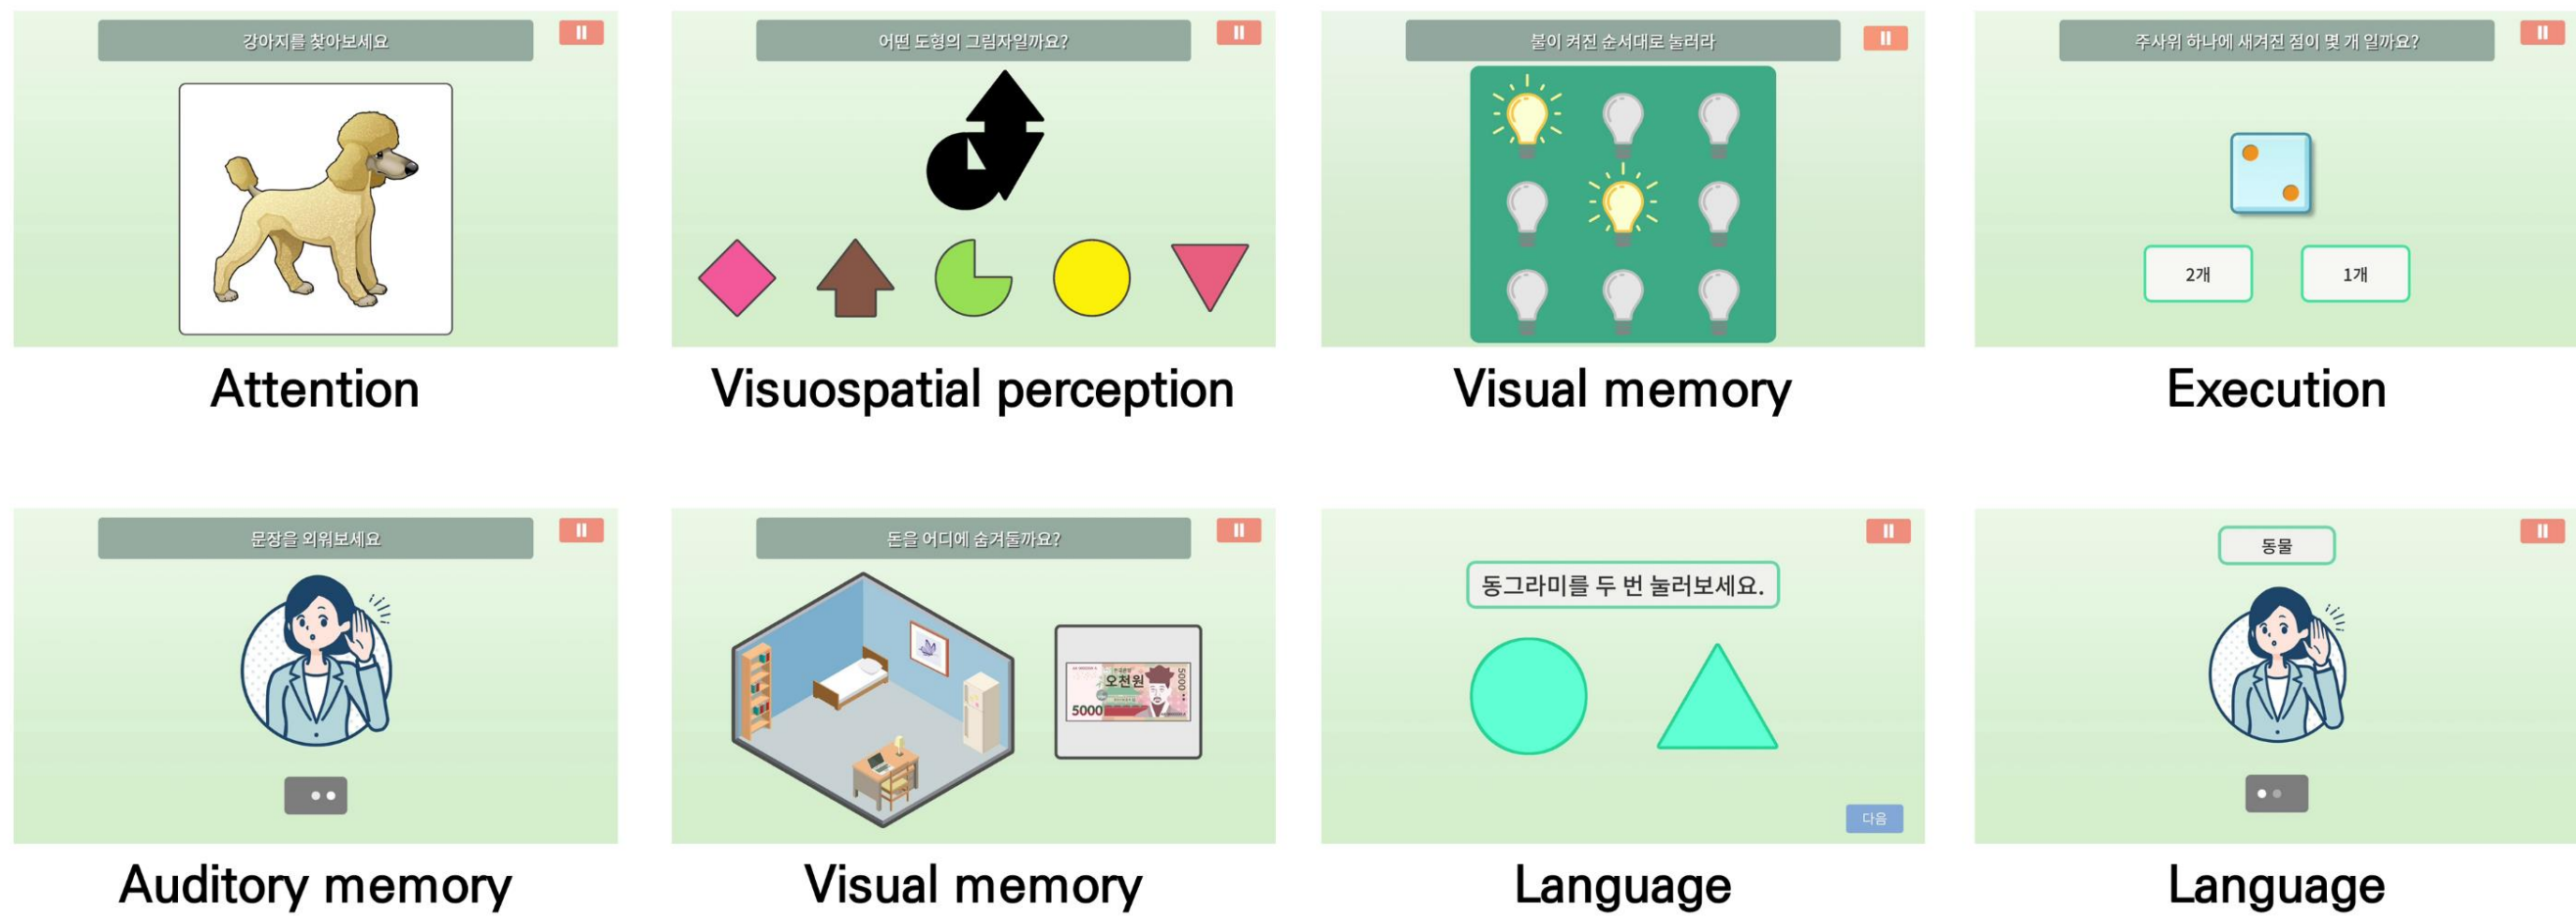 강아지를 찾아보세요
어떤 도형의 그림자일까요?
불이 켜진 순서대로 눌러라
주사위 하나에 새겨진 점이 몇 개 일까요?
2개
1개
Attention
Visuospatial perception
Visual memory
Execution
문장을 외워보세요
돈을 어디에 숨겨둘까요?
오천원
5000
5000
동그라미를 두 번 눌러보세요.
다음
동물
Auditory memory
Visual memory
Language
Language